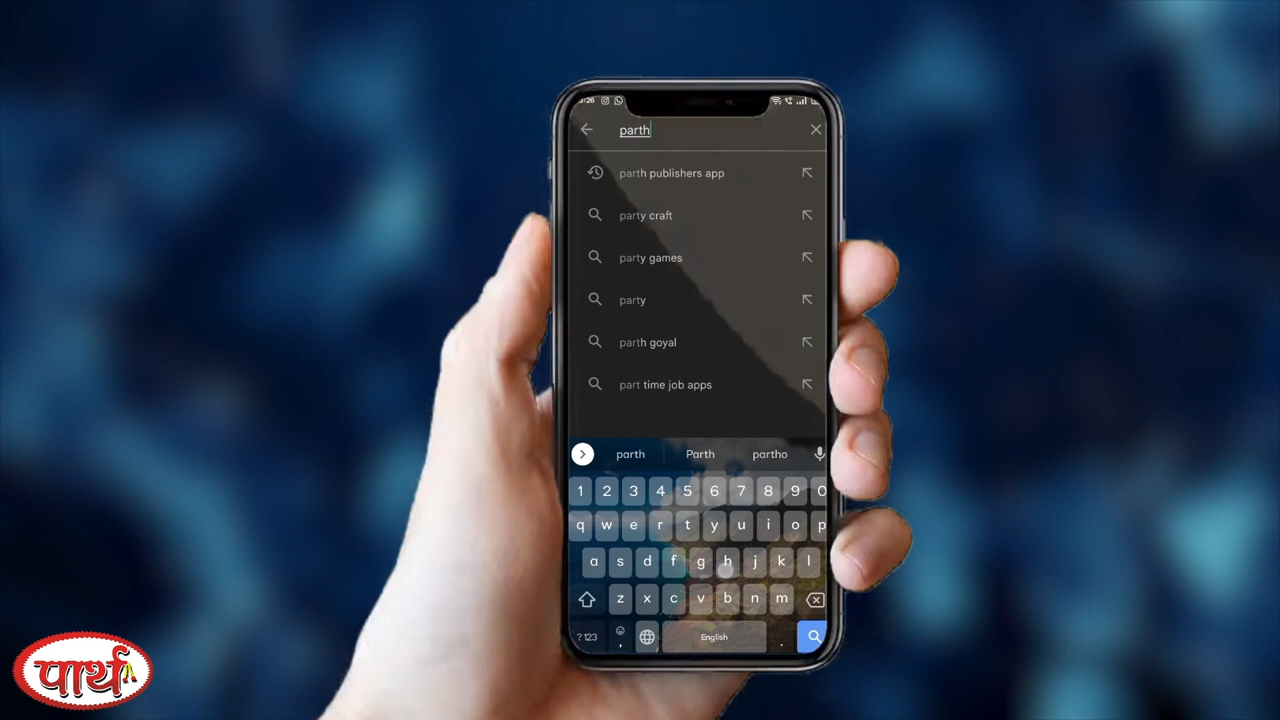 parth
parth publishers app
party craft
party games
party
parth goyal
part time job apps
parth Parth partho
1 2 3 4 5 6 7 8 9 0
q w e r t y u i o p
a s d f g h j k l
z x c v b n m
?123 , English .
पार्थ